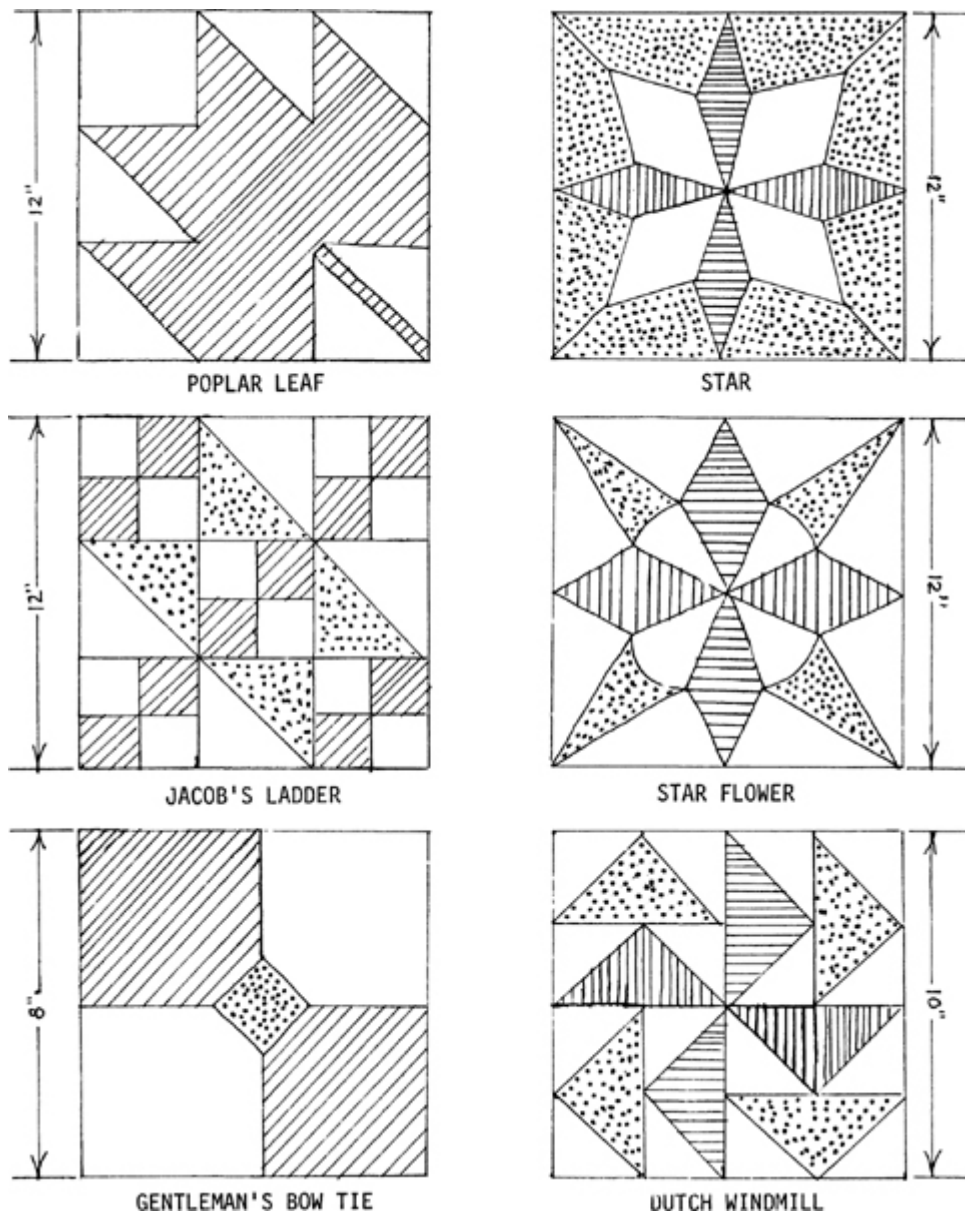 12"
12"
POPLAR LEAF
STAR
12"
12"
JACOB'S LADDER
STAR FLOWER
8"
10"
GENTLEMAN'S BOW TIE
DUTCH WINDMILL